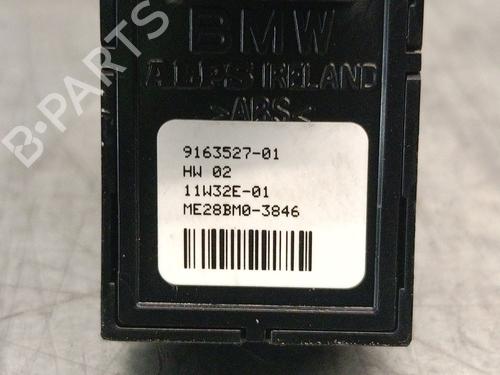 BMW
ALPS IRELAND
>ABS<
9163527-01
HW 02
11W32E-01
ME28BM0-3846
B-PARTS